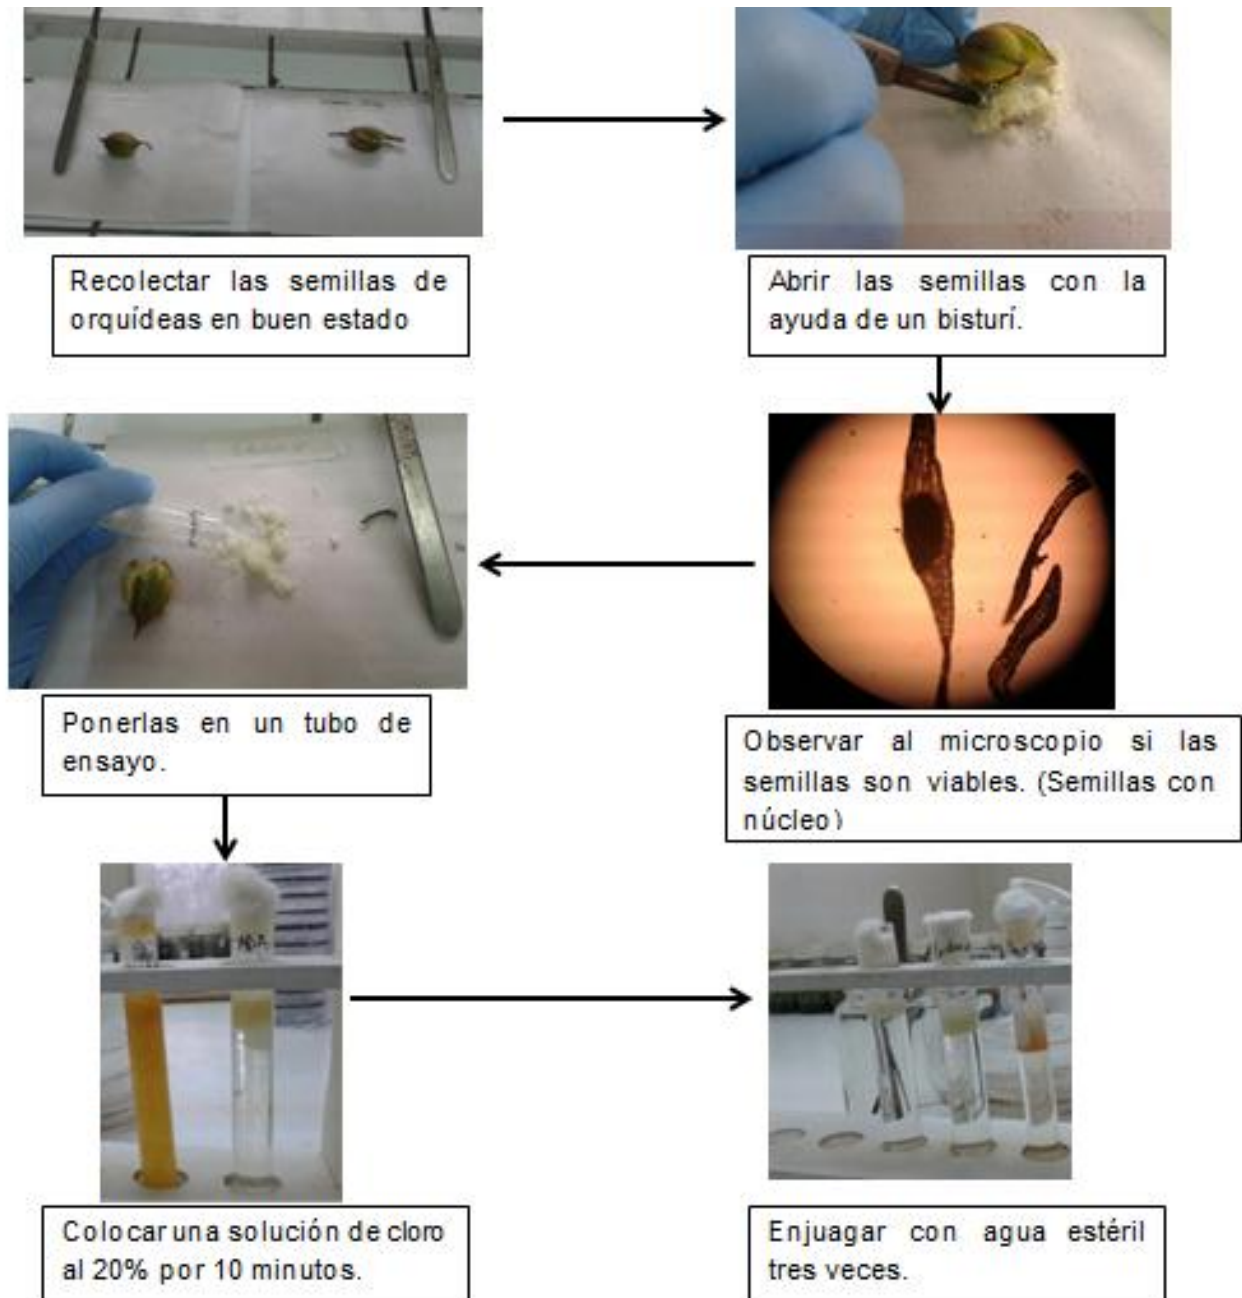 Recolectar las semillas de
orquídeas en buen estado
Abrir las semillas con la
ayuda de un bisturí.
Observar al microscopio si las
semillas son viables. (Semillas con
núcleo)
Ponerlas en un tubo de
ensayo.
Colocar una solución de cloro
al 20% por 10 minutos.
Enjuagar con agua estéril
tres veces.